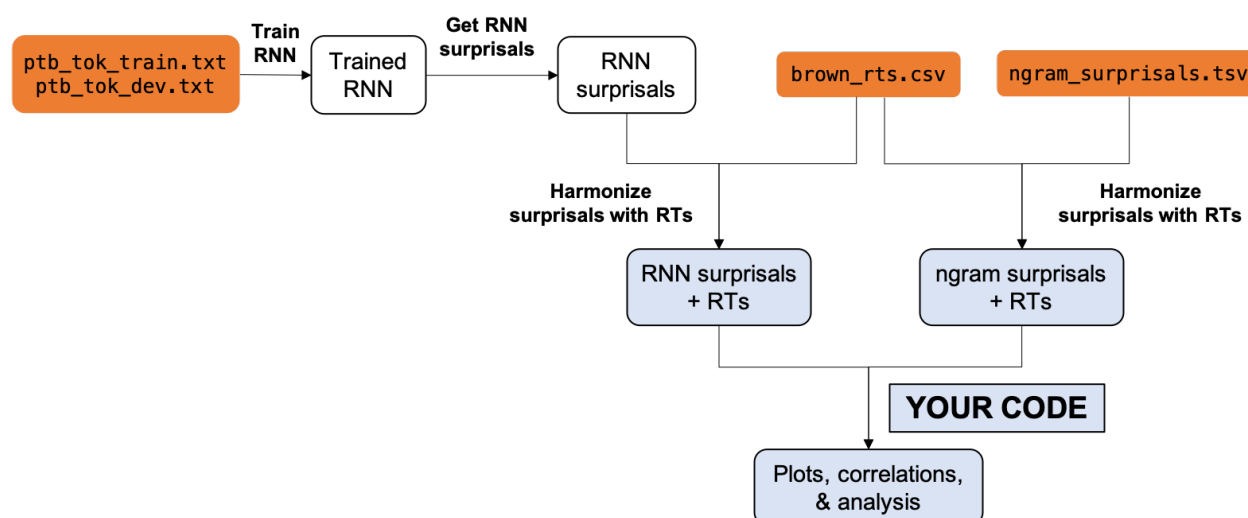 Train
RNN
Get RNN
surprisals
ptb_tok_train.txt
ptb_tok_dev.txt
Trained
RNN
RNN
surprisals
brown_rts.csv
ngram_surprisals.tsv
Harmonize
surprisals with RTs
Harmonize
surprisals with RTs
RNN surprisals
+ RTs
ngram surprisals
+ RTs
YOUR CODE
Plots, correlations,
& analysis